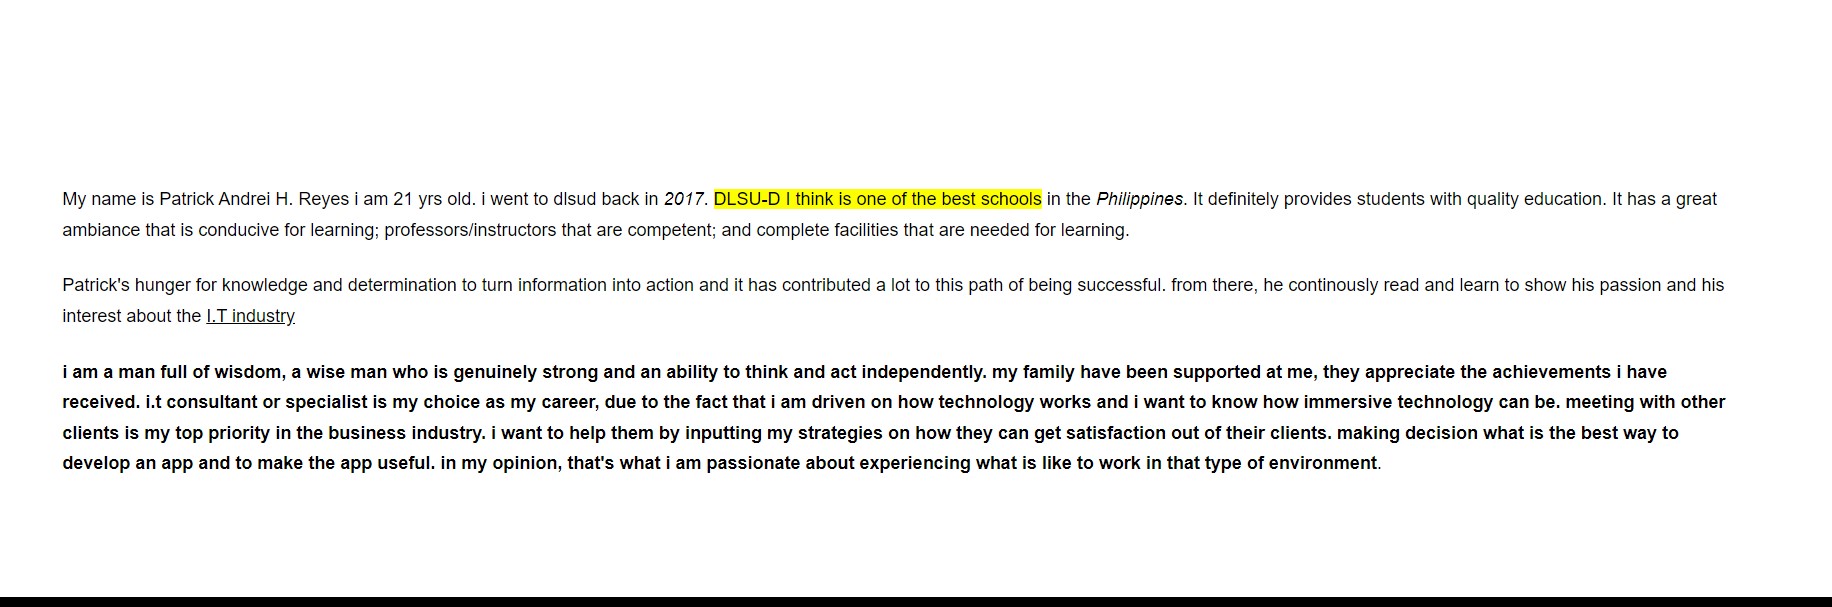 My name is Patrick Andrei H. Reyes i am 21 yrs old. i went to dlsud back in 2017. DLSU-D I think is one of the best schools in the Philippines. It definitely provides students with quality education. It has a great
ambiance that is conducive for learning; professors/instructors that are competent; and complete facilities that are needed for learning.
Patrick's hunger for knowledge and determination to turn information into action and it has contributed a lot to this path of being successful. from there, he continously read and learn to show his passion and his
interest about the I.T industry
i am a man full of wisdom, a wise man who is genuinely strong and an ability to think and act independently. my family have been supported at me, they appreciate the achievements i have
received. i.t consultant or specialist is my choice as my career, due to the fact that i am driven on how technology works and i want to know how immersive technology can be. meeting with other
clients is my top priority in the business industry. i want to help them by inputting my strategies on how they can get satisfaction out of their clients. making decision what is the best way to
develop an app and to make the app useful. in my opinion, that's what i am passionate about experiencing what is like to work in that type of environment.